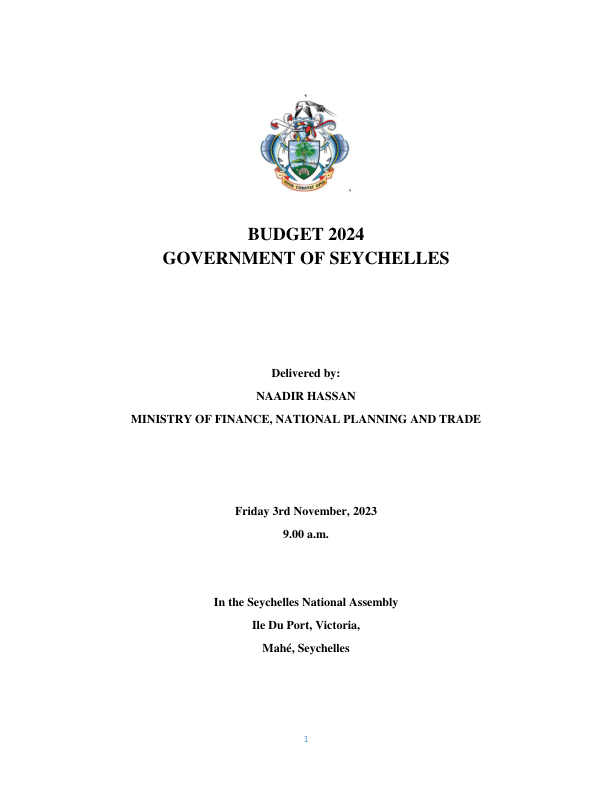 BUDGET 2024
GOVERNMENT OF SEYCHELLES
Delivered by:
NAADIR HASSAN
MINISTRY OF FINANCE, NATIONAL PLANNING AND TRADE
Friday 3rd November, 2023
9.00 a.m.
In the Seychelles National Assembly
Ile Du Port, Victoria,
Mahé, Seychelles
1